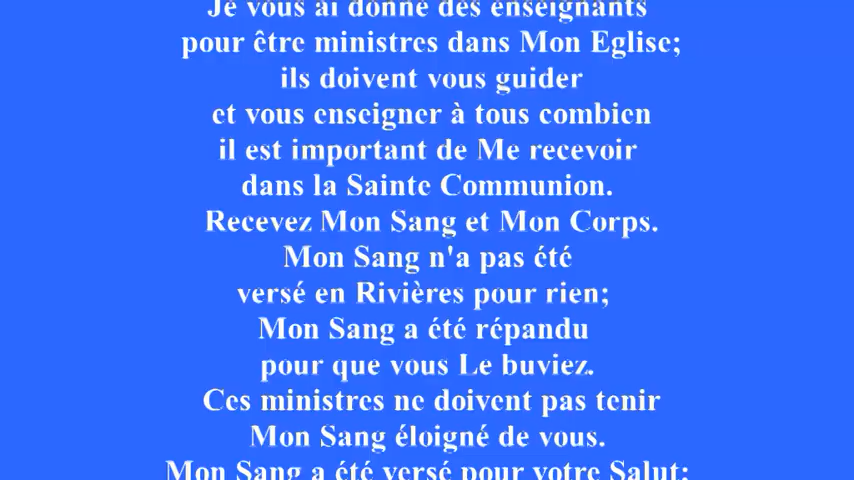 Je vous ai donné des enseignants
pour être ministres dans Mon Eglise;
ils doivent vous guider
et vous enseigner à tous combien
il est important de Me recevoir
dans la Sainte Communion.
Recevez Mon Sang et Mon Corps.
Mon Sang n'a pas été
versé en Rivières pour rien;
Mon Sang a été répandu
pour que vous Le buviez.
Ces ministres ne doivent pas tenir
Mon Sang éloigné de vous.
Mon Sang a été versé pour votre Salut;